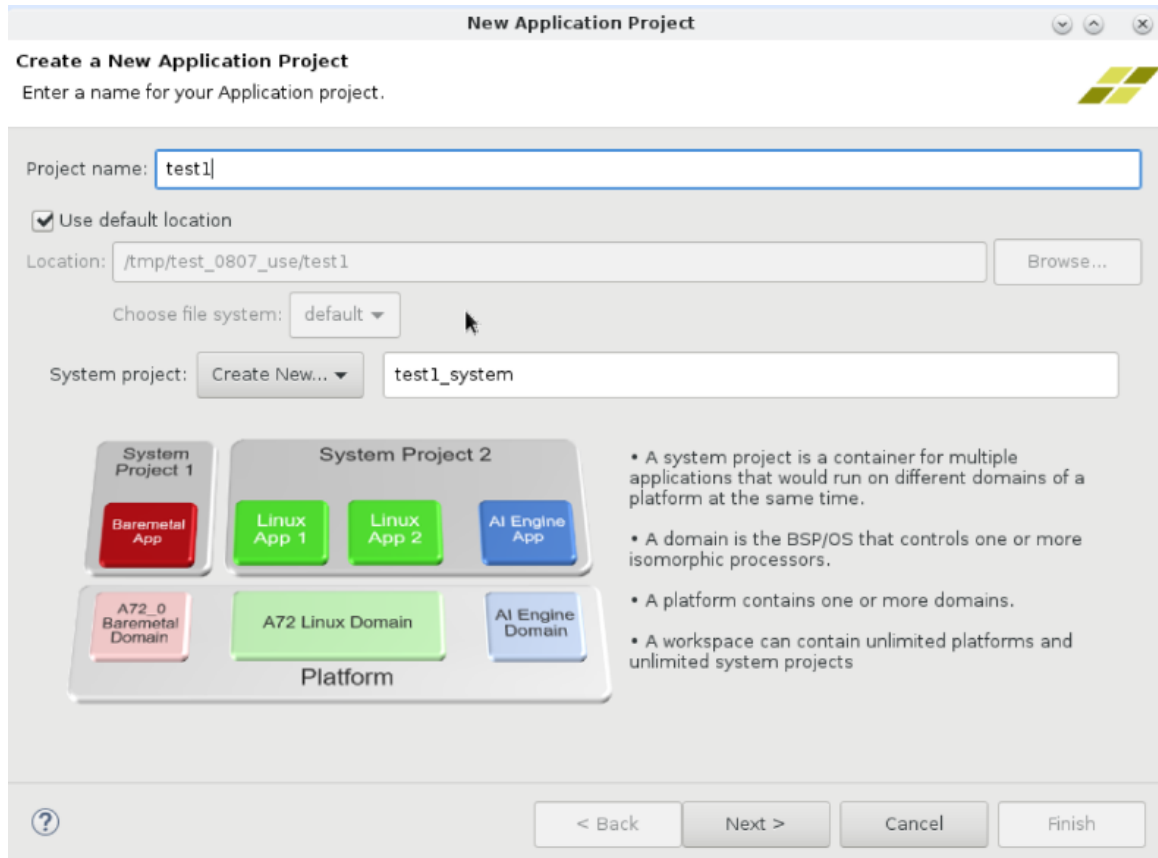 New Application Project
Create a New Application Project
Enter a name for your Application project.
Project name: test1
Use default location
Location: /tmp/test_0807_use/test1 Browse...
Choose file system: default
System project: Create New... test1_system
System
Project 1
System Project 2
Baremetal
App
Linux
App 1
Linux
App 2
AI Engine
App
A72_0
Baremetal
Domain
A72 Linux Domain
AI Engine
Domain
Platform
• A system project is a container for multiple
applications that would run on different domains of a
platform at the same time.
• A domain is the BSP/OS that controls one or more
isomorphic processors.
• A platform contains one or more domains.
• A workspace can contain unlimited platforms and
unlimited system projects
? < Back Next > Cancel Finish